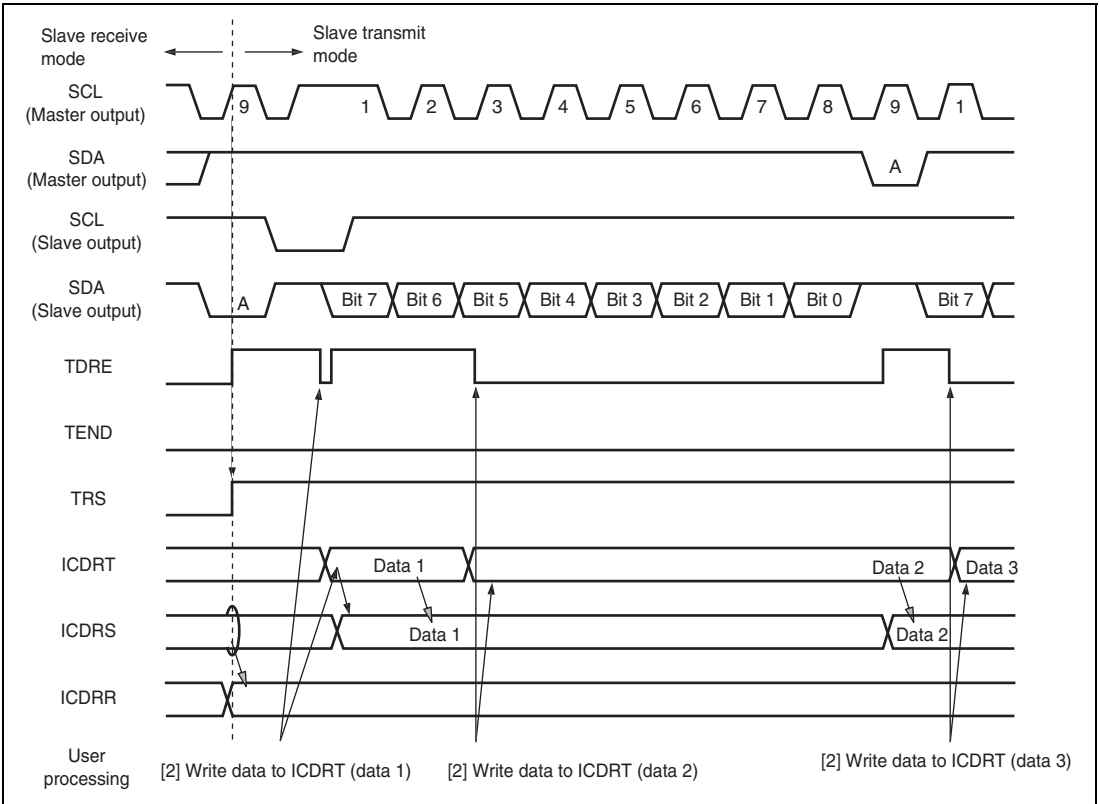 Slave receive
mode
Slave transmit
mode
SCL
(Master output)
9 1 2 3 4 5 6 7 8 9 1
SDA
(Master output)
A
SCL
(Slave output)
SDA
(Slave output)
A Bit 7 Bit 6 Bit 5 Bit 4 Bit 3 Bit 2 Bit 1 Bit 0 Bit 7
TDRE
TEND
TRS
ICDRT
Data 1 Data 2 Data 3
ICDRS
Data 1 Data 2
ICDRR
User
processing
[2] Write data to ICDRT (data 1) [2] Write data to ICDRT (data 2) [2] Write data to ICDRT (data 3)